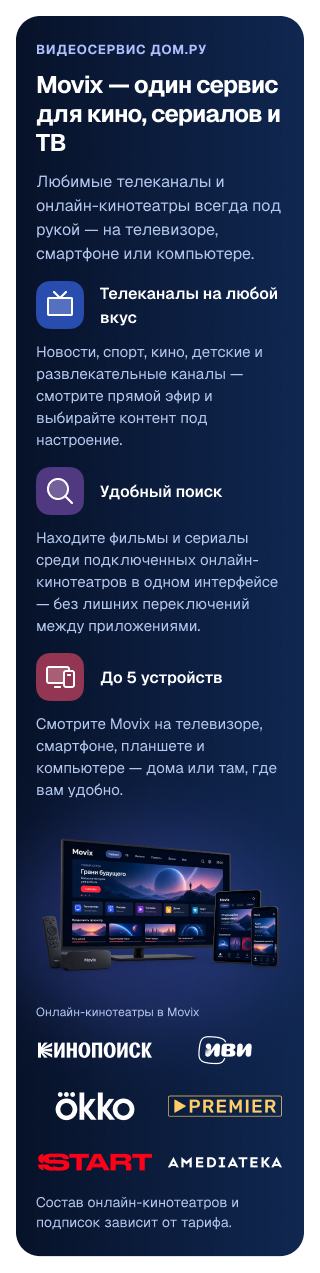 ВИДЕОСЕРВИС ДОМ.РУ
Movix — один сервис
для кино, сериалов и
ТВ
Любимые телеканалы и
онлайн-кинотеатры всегда под
рукой — на телевизоре,
смартфоне или компьютере.
Телеканалы на любой
вкус
Новости, спорт, кино, детские и
развлекательные каналы —
смотрите прямой эфир и
выбирайте контент под
настроение.
Удобный поиск
Находите фильмы и сериалы
среди подключенных онлайн-
кинотеатров в одном интерфейсе
— без лишних переключений
между приложениями.
До 5 устройств
Смотрите Movix на телевизоре,
смартфоне, планшете и
компьютере — дома или там, где
вам удобно.
Movix
Грани будущего
Movix
Онлайн-кинотеатры в Movix
КИНОПОИСК
иви
ökko
PREMIER
START
AMEDIATEKA
Состав онлайн-кинотеатров и
подписок зависит от тарифа.